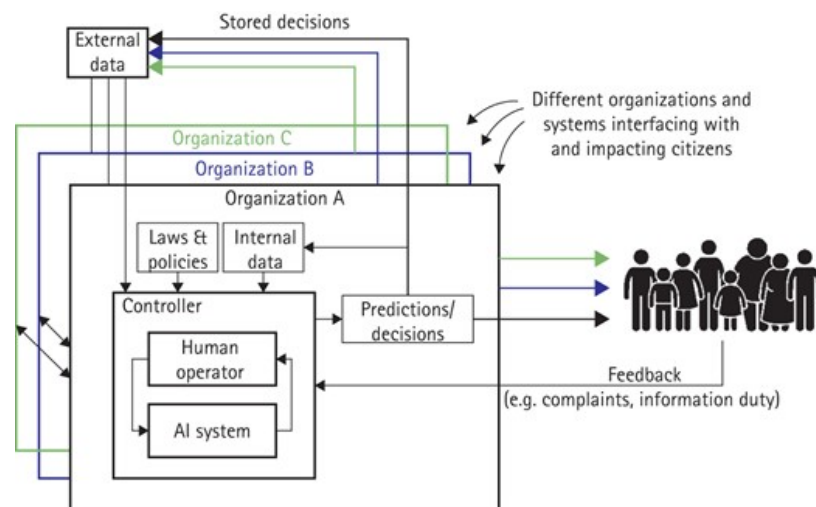 Stored decisions
External
data
Different organizations and
systems interfacing with
and impacting citizens
Organization C
Organization B
Organization A
Laws &
policies
Internal
data
Controller
Predictions/
decisions
Human
operator
AI system
Feedback
(e.g. complaints, information duty)